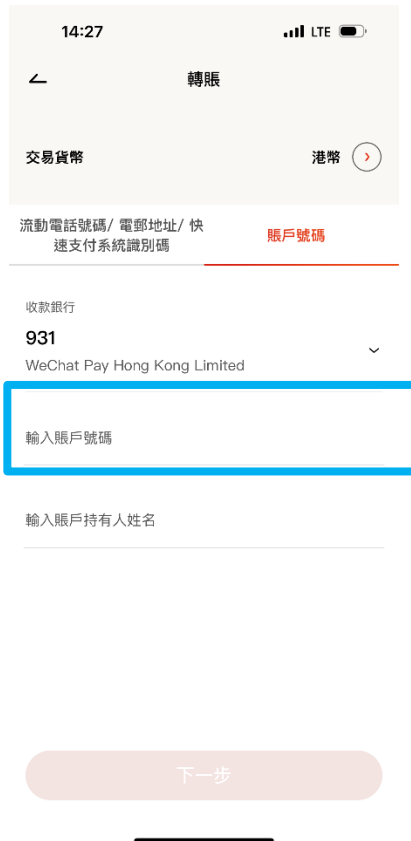 14:27 LTE
轉賬
交易貨幣 港幣
流動電話號碼/ 電郵地址/ 快
速支付系統識別碼
賬戶號碼
收款銀行
931
WeChat Pay Hong Kong Limited
輸入賬戶號碼
輸入賬戶持有人姓名
下一步